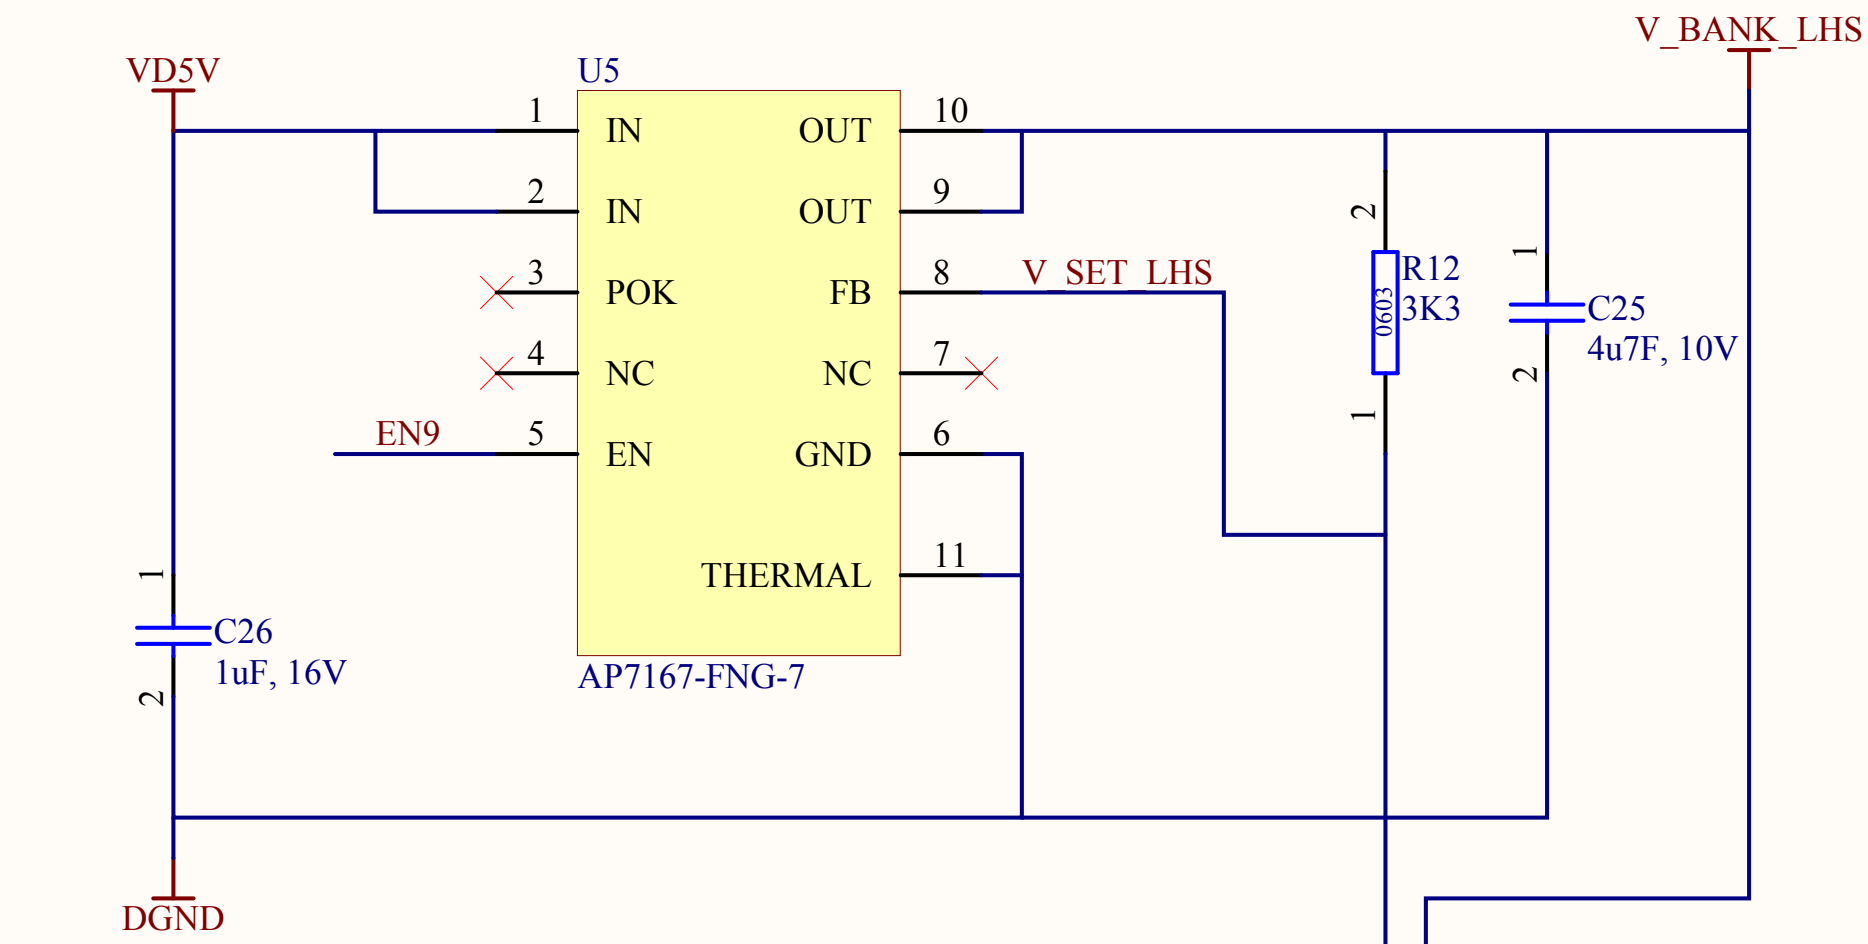 V_BANK_LHS
VD5V
U5
1
IN
OUT
10
2
IN
OUT
9
3
POK
FB
8
V_SET_LHS
4
NC
NC
7
EN9
5
EN
GND
6
THERMAL
11
AP7167-FNG-7
2
R12
3K3
0603
1
1
C25
4u7F, 10V
2
1
C26
1uF, 16V
2
DGND